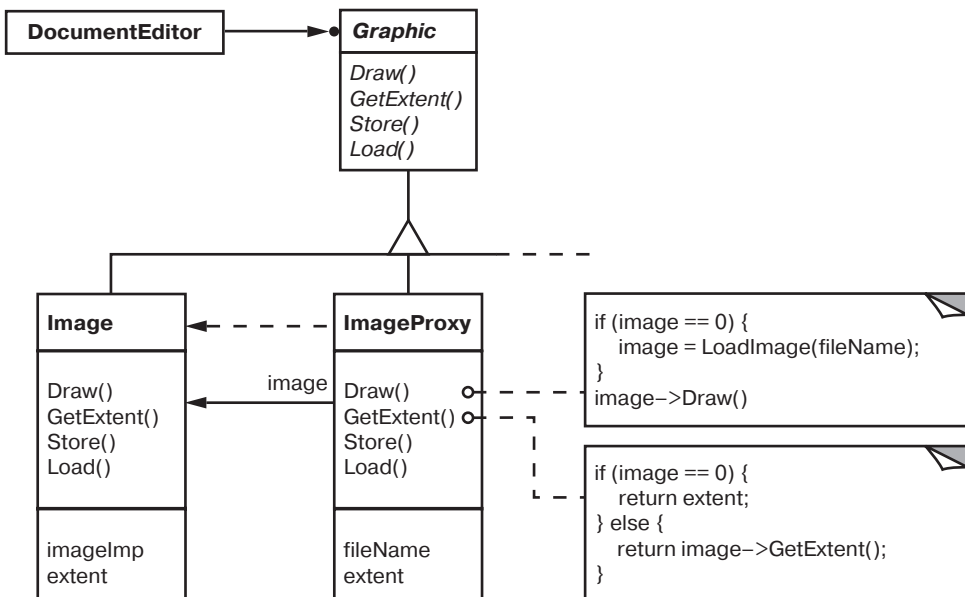 DocumentEditor
Graphic
Draw()
GetExtent()
Store()
Load()
Image
Draw()
GetExtent()
Store()
Load()
imageImp
extent
image
ImageProxy
Draw()
GetExtent()
Store()
Load()
fileName
extent
if (image == 0) {
image = LoadImage(fileName);
}
image–>Draw()
if (image == 0) {
return extent;
} else {
return image–>GetExtent();
}